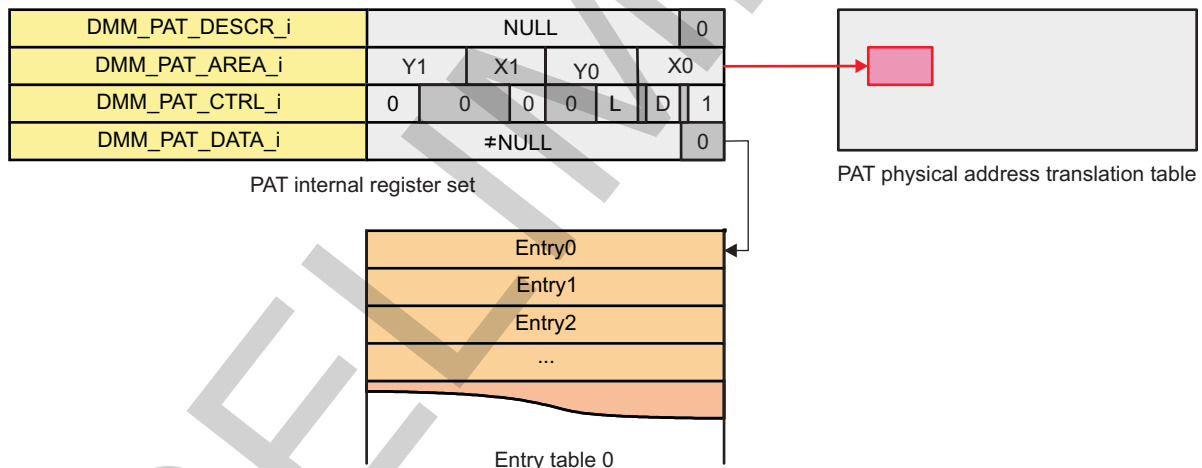 DMM_PAT_DESCR_i NULL 0
DMM_PAT_AREA_i Y1 X1 Y0 X0
DMM_PAT_CTRL_i 0 0 0 0 L D 1
DMM_PAT_DATA_i ≠NULL 0
PAT internal register set
PAT physical address translation table
Entry0
Entry1
Entry2
...
Entry table 0